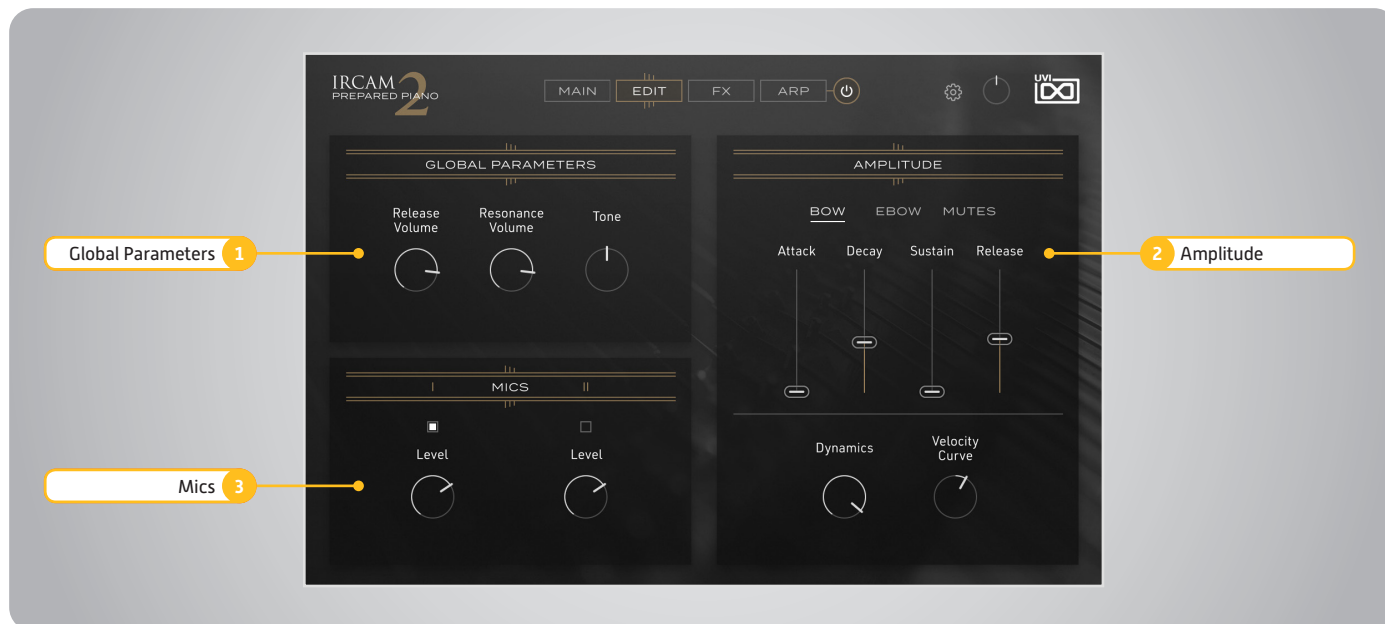 IRCAM 2
PREPARED PIANO
MAIN EDIT FX ARP
UVI
GLOBAL PARAMETERS
Release Volume
Resonance Volume
Tone
Global Parameters 1
I MICS II
Level Level
Mics 3
AMPLITUDE
BOW EBOW MUTES
Attack Decay Sustain Release
2 Amplitude
Dynamics
Velocity Curve